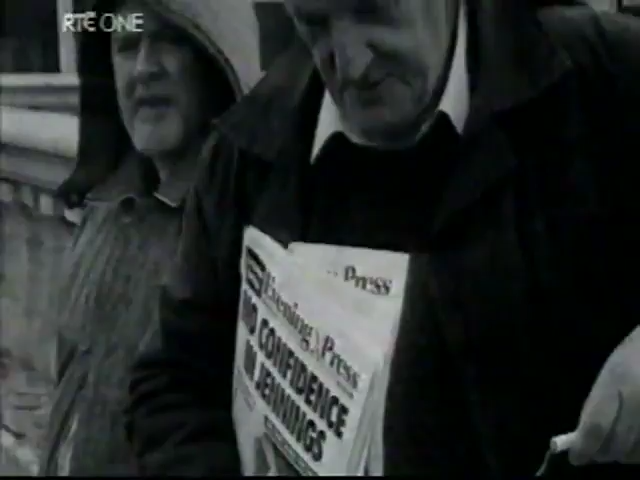 RTÉ ONE
Press
Evening Press
NO CONFIDENCE
IN JENNINGS